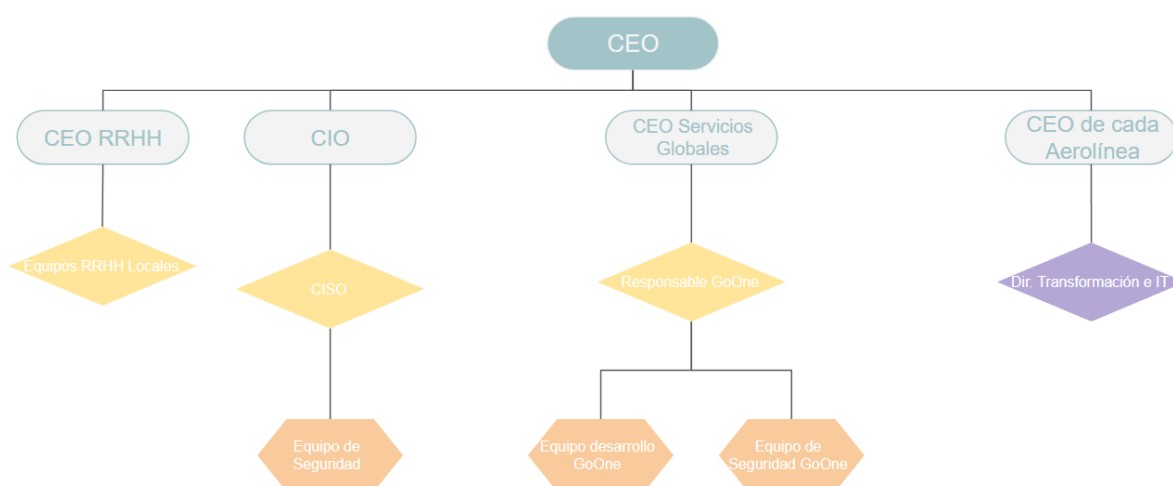 CEO
CEO RRHH
CIO
CEO Servicios
Globales
CEO de cada
Aerolínea
Equipos RRHH Locales
CISO
Responsable GoOne
Dir. Transformación e IT
Equipo de
Seguridad
Equipo desarrollo
GoOne
Equipo de
Seguridad GoOne